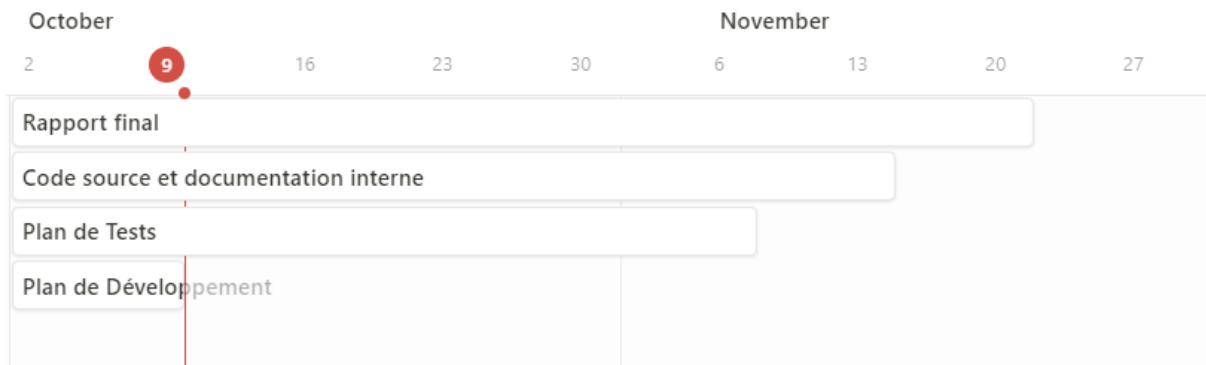 October November
2 9 16 23 30 6 13 20 27
Rapport final
Code source et documentation interne
Plan de Tests
Plan de Développement